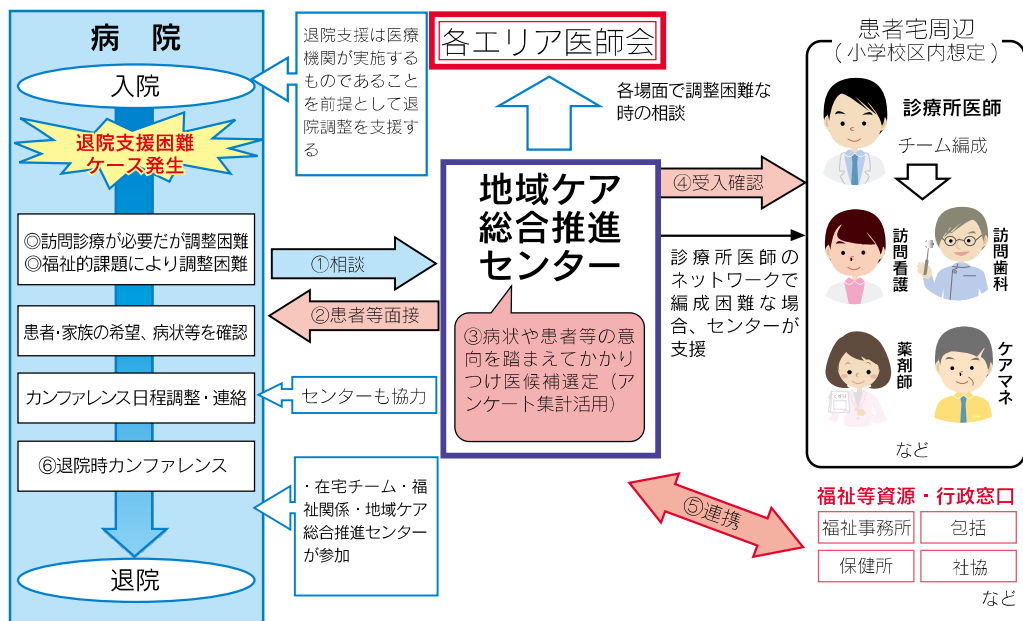 病　院
入院
退院支援困難
ケース発生
◎訪問診療が必要だが調整困難
◎福祉的課題により調整困難
患者・家族の希望、病状等を確認
カンファレンス日程調整・連絡
⑥退院時カンファレンス
退院
退院支援は医療
機関が実施する
ものであること
を前提として退
院調整を支援す
る
①相談
②患者等面接
センターも協力
・在宅チーム・福
祉関係・地域ケア
総合推進センター
が参加
各エリア医師会
各場面で調整困難な
時の相談
地域ケア
総合推進
センター
③病状や患者等の意
向を踏まえてかかり
つけ医候補選定（ア
ンケート集計活用）
④受入確認
診療所医師の
ネットワークで
編成困難な場
合、センターが
支援
⑤連携
患者宅周辺
（小学校区内想定）
診療所医師
チーム編成
訪問看護
訪問歯科
薬剤師
ケアマネ
など
福祉等資源・行政窓口
福祉事務所
包括
保健所
社協
など